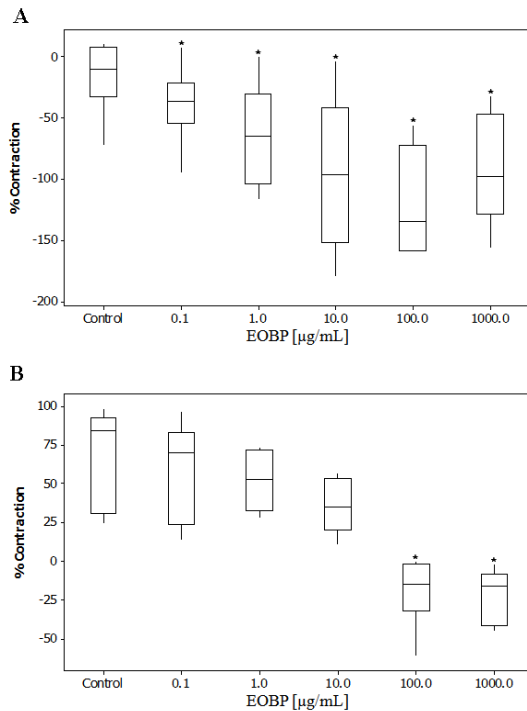 A
0
-50
-100
-150
-200
% Contraction
* * * * *
Control 0.1 1.0 10.0 100.0 1000.0
EOBP [µg/mL]
B
100
75
50
25
0
-25
-50
% Contraction
* *
Control 0.1 1.0 10.0 100.0 1000.0
EOBP [µg/mL]